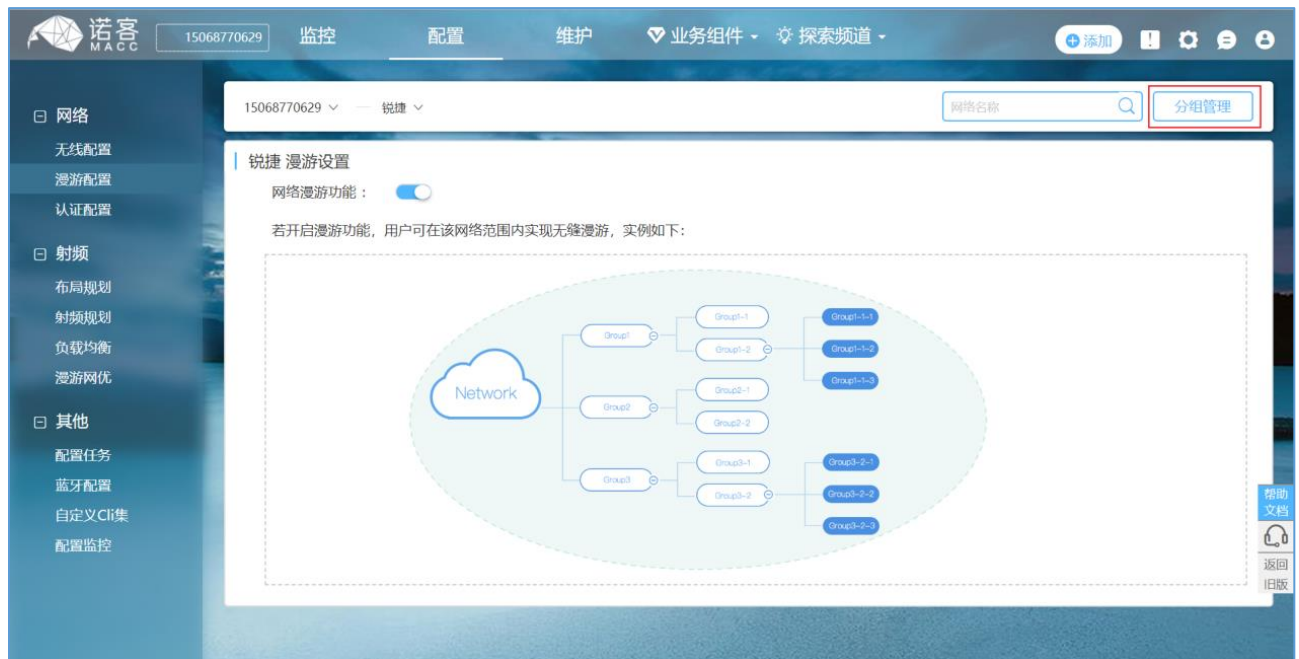 诺客
MACC
15068770629
监控
配置
维护
业务组件
探索频道
添加
15068770629
锐捷
网络名称
分组管理
网络
无线配置
漫游配置
认证配置
射频
布局规划
射频规划
负载均衡
漫游网优
其他
配置任务
蓝牙配置
自定义Cli集
配置监控
锐捷 漫游设置
网络漫游功能：
若开启漫游功能，用户可在该网络范围内实现无缝漫游，实例如下：
Network
Group1
Group1-1
Group1-2
Group1-1-1
Group1-1-2
Group1-1-3
Group2
Group2-1
Group2-2
Group3
Group3-1
Group3-2
Group3-2-1
Group3-2-2
Group3-2-3
帮助
文档
返回
旧版